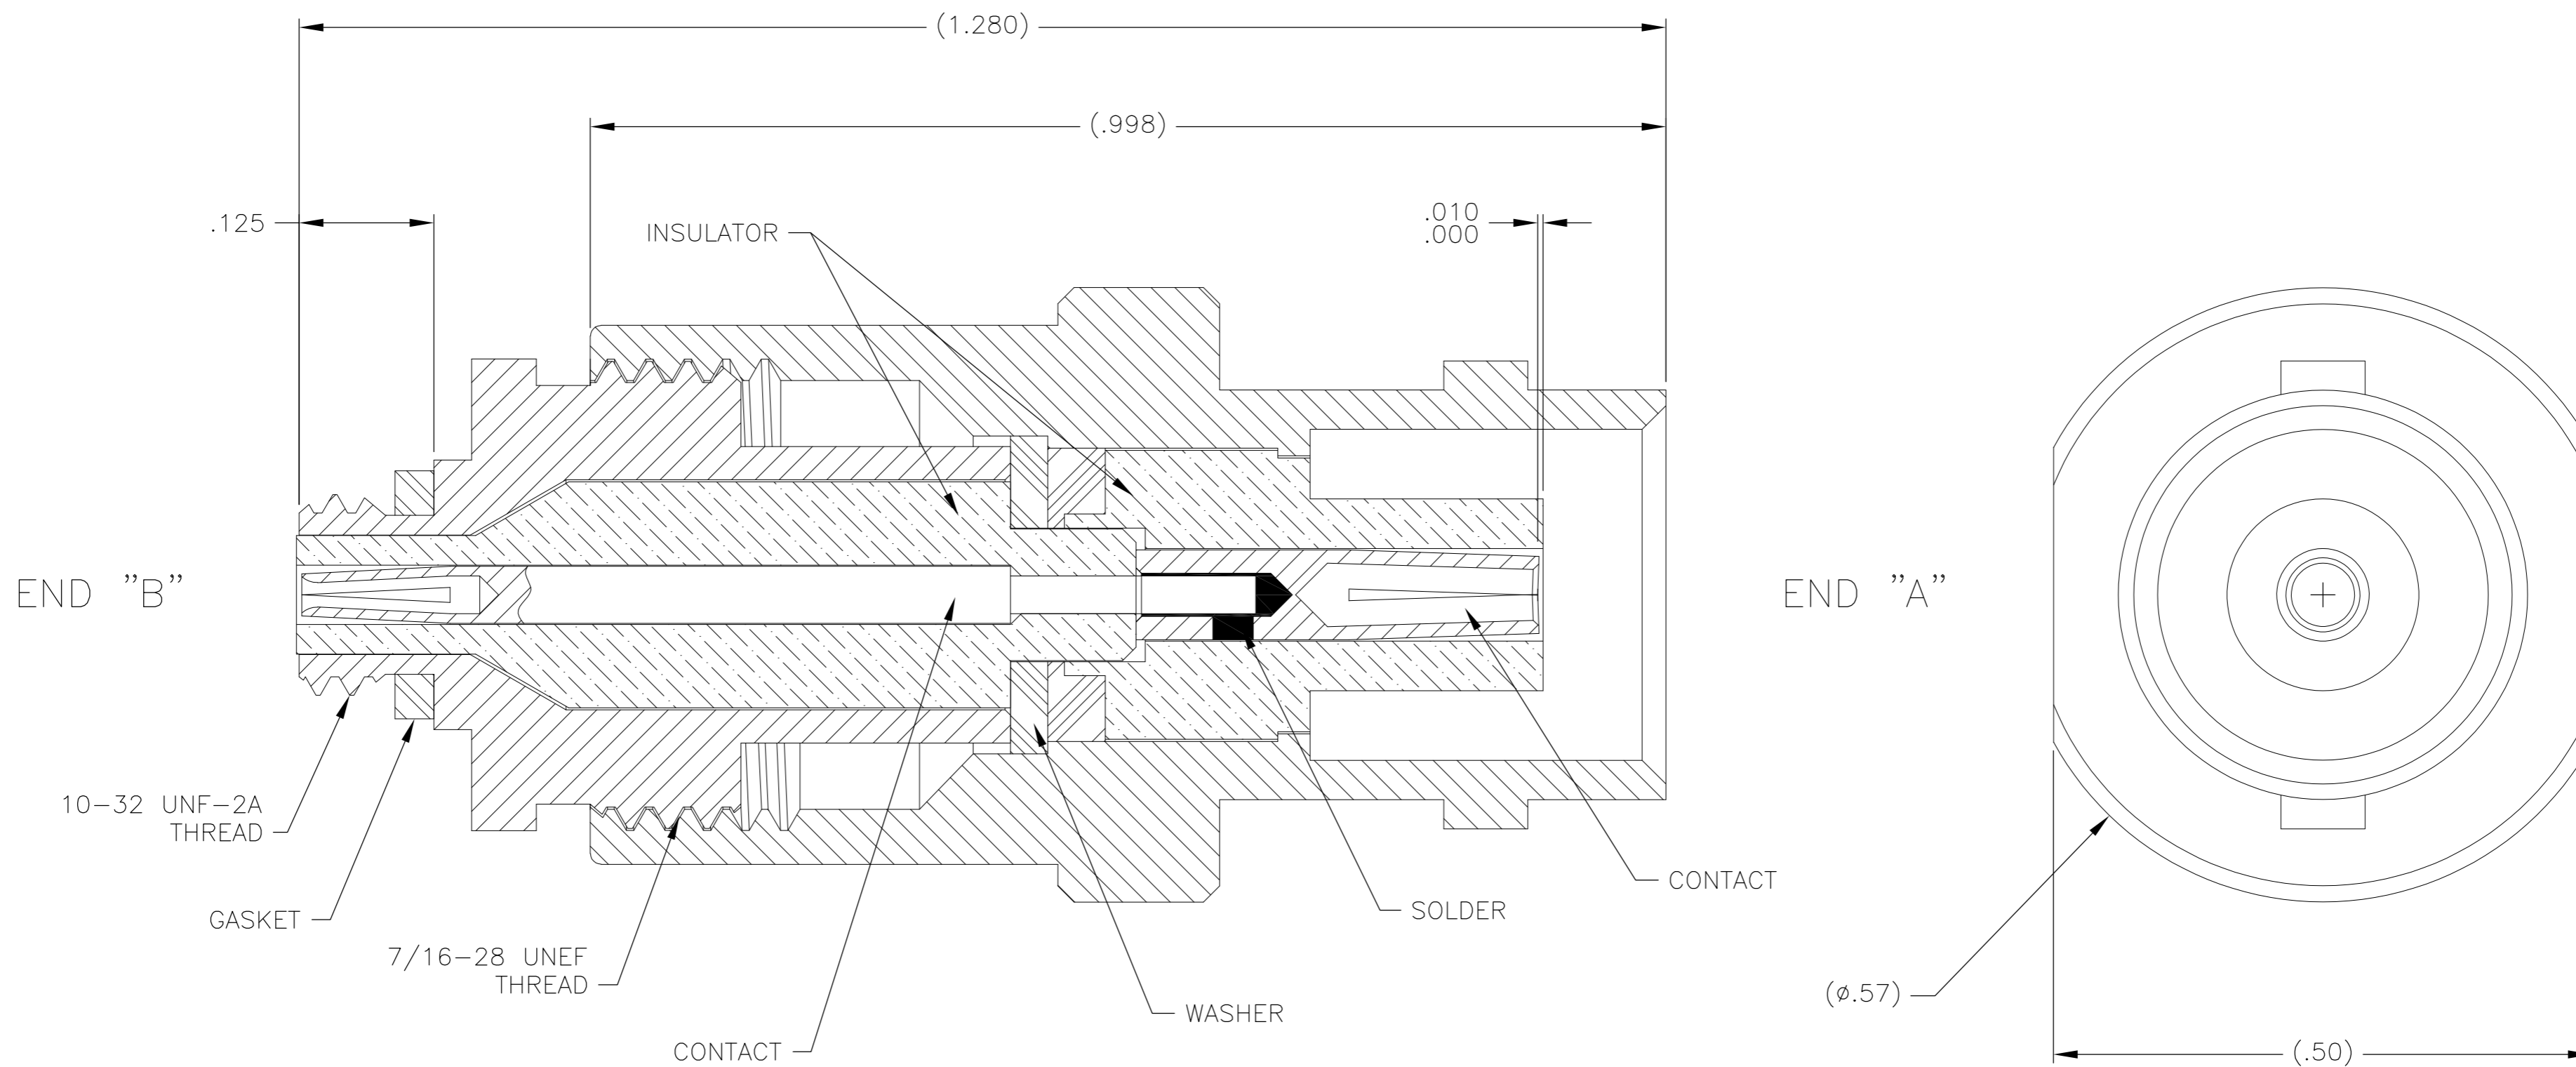 (1.280)
(.998)
.125
.010
.000
INSULATOR
END "B"
END "A"
10-32 UNF-2A
THREAD
GASKET
7/16-28 UNEF
THREAD
CONTACT
WASHER
SOLDER
CONTACT
(ø.57)
(.50)